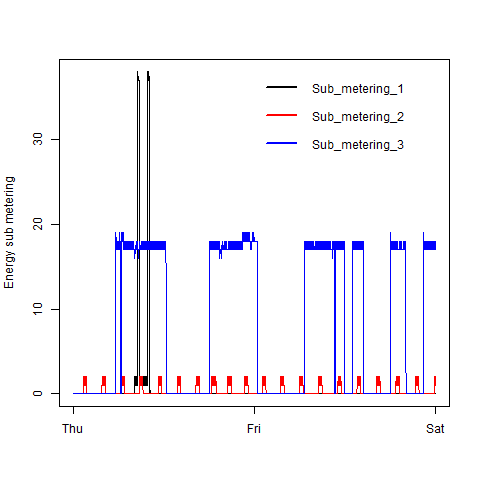 Sub_metering_1
Sub_metering_2
Sub_metering_3
Energy sub metering
30
20
10
0
Thu Fri Sat